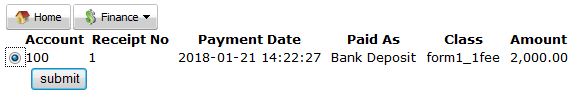 Home Finance
Account Receipt No Payment Date Paid As Class Amount
100 1 2018-01-21 14:22:27 Bank Deposit form1_1fee 2,000.00
submit